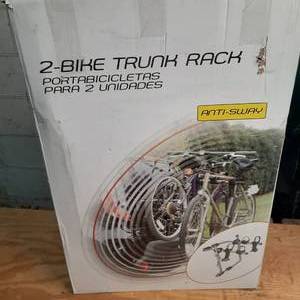 2-BIKE TRUNK RACK
PORTABICICLETAS
PARA 2 UNIDADES
ANTI-SWAY